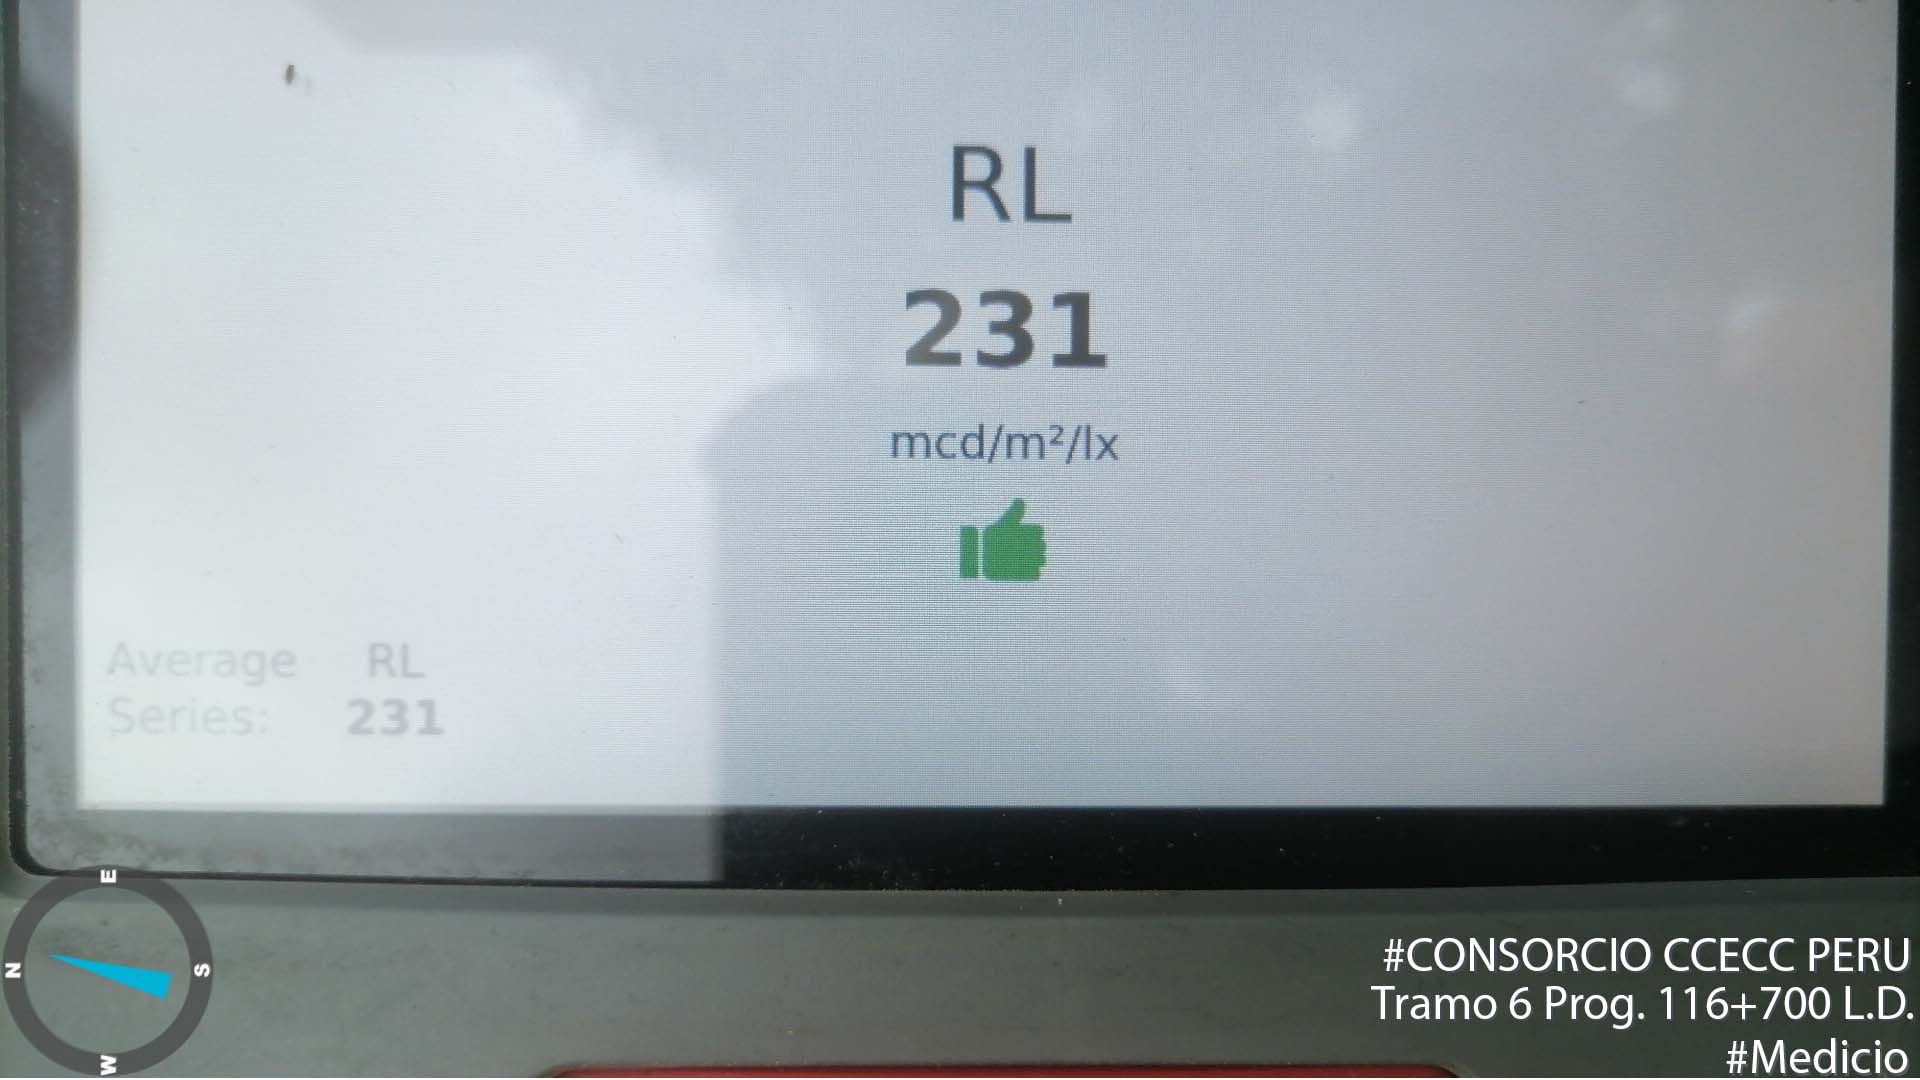 RL
231
mcd/m²/lx
Average RL
Series: 231
E
N
S
W
#CONSORCIO CCECC PERU
Tramo 6 Prog. 116+700 L.D.
#Medicio